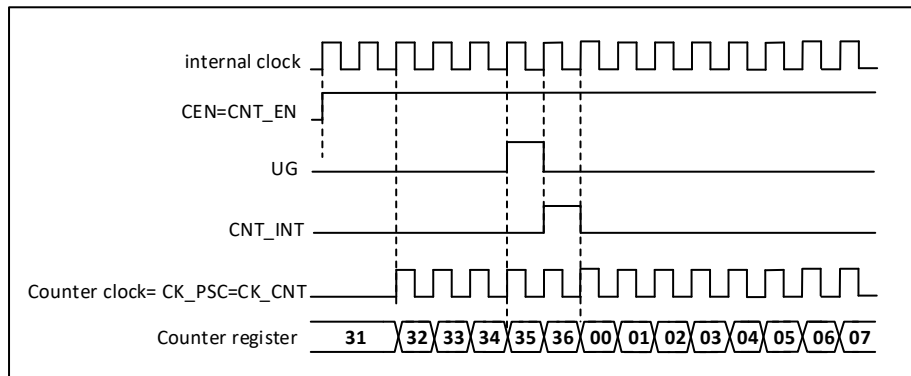 internal clock
CEN=CNT_EN
UG
CNT_INT
Counter clock= CK_PSC=CK_CNT
Counter register 31 32 33 34 35 36 00 01 02 03 04 05 06 07